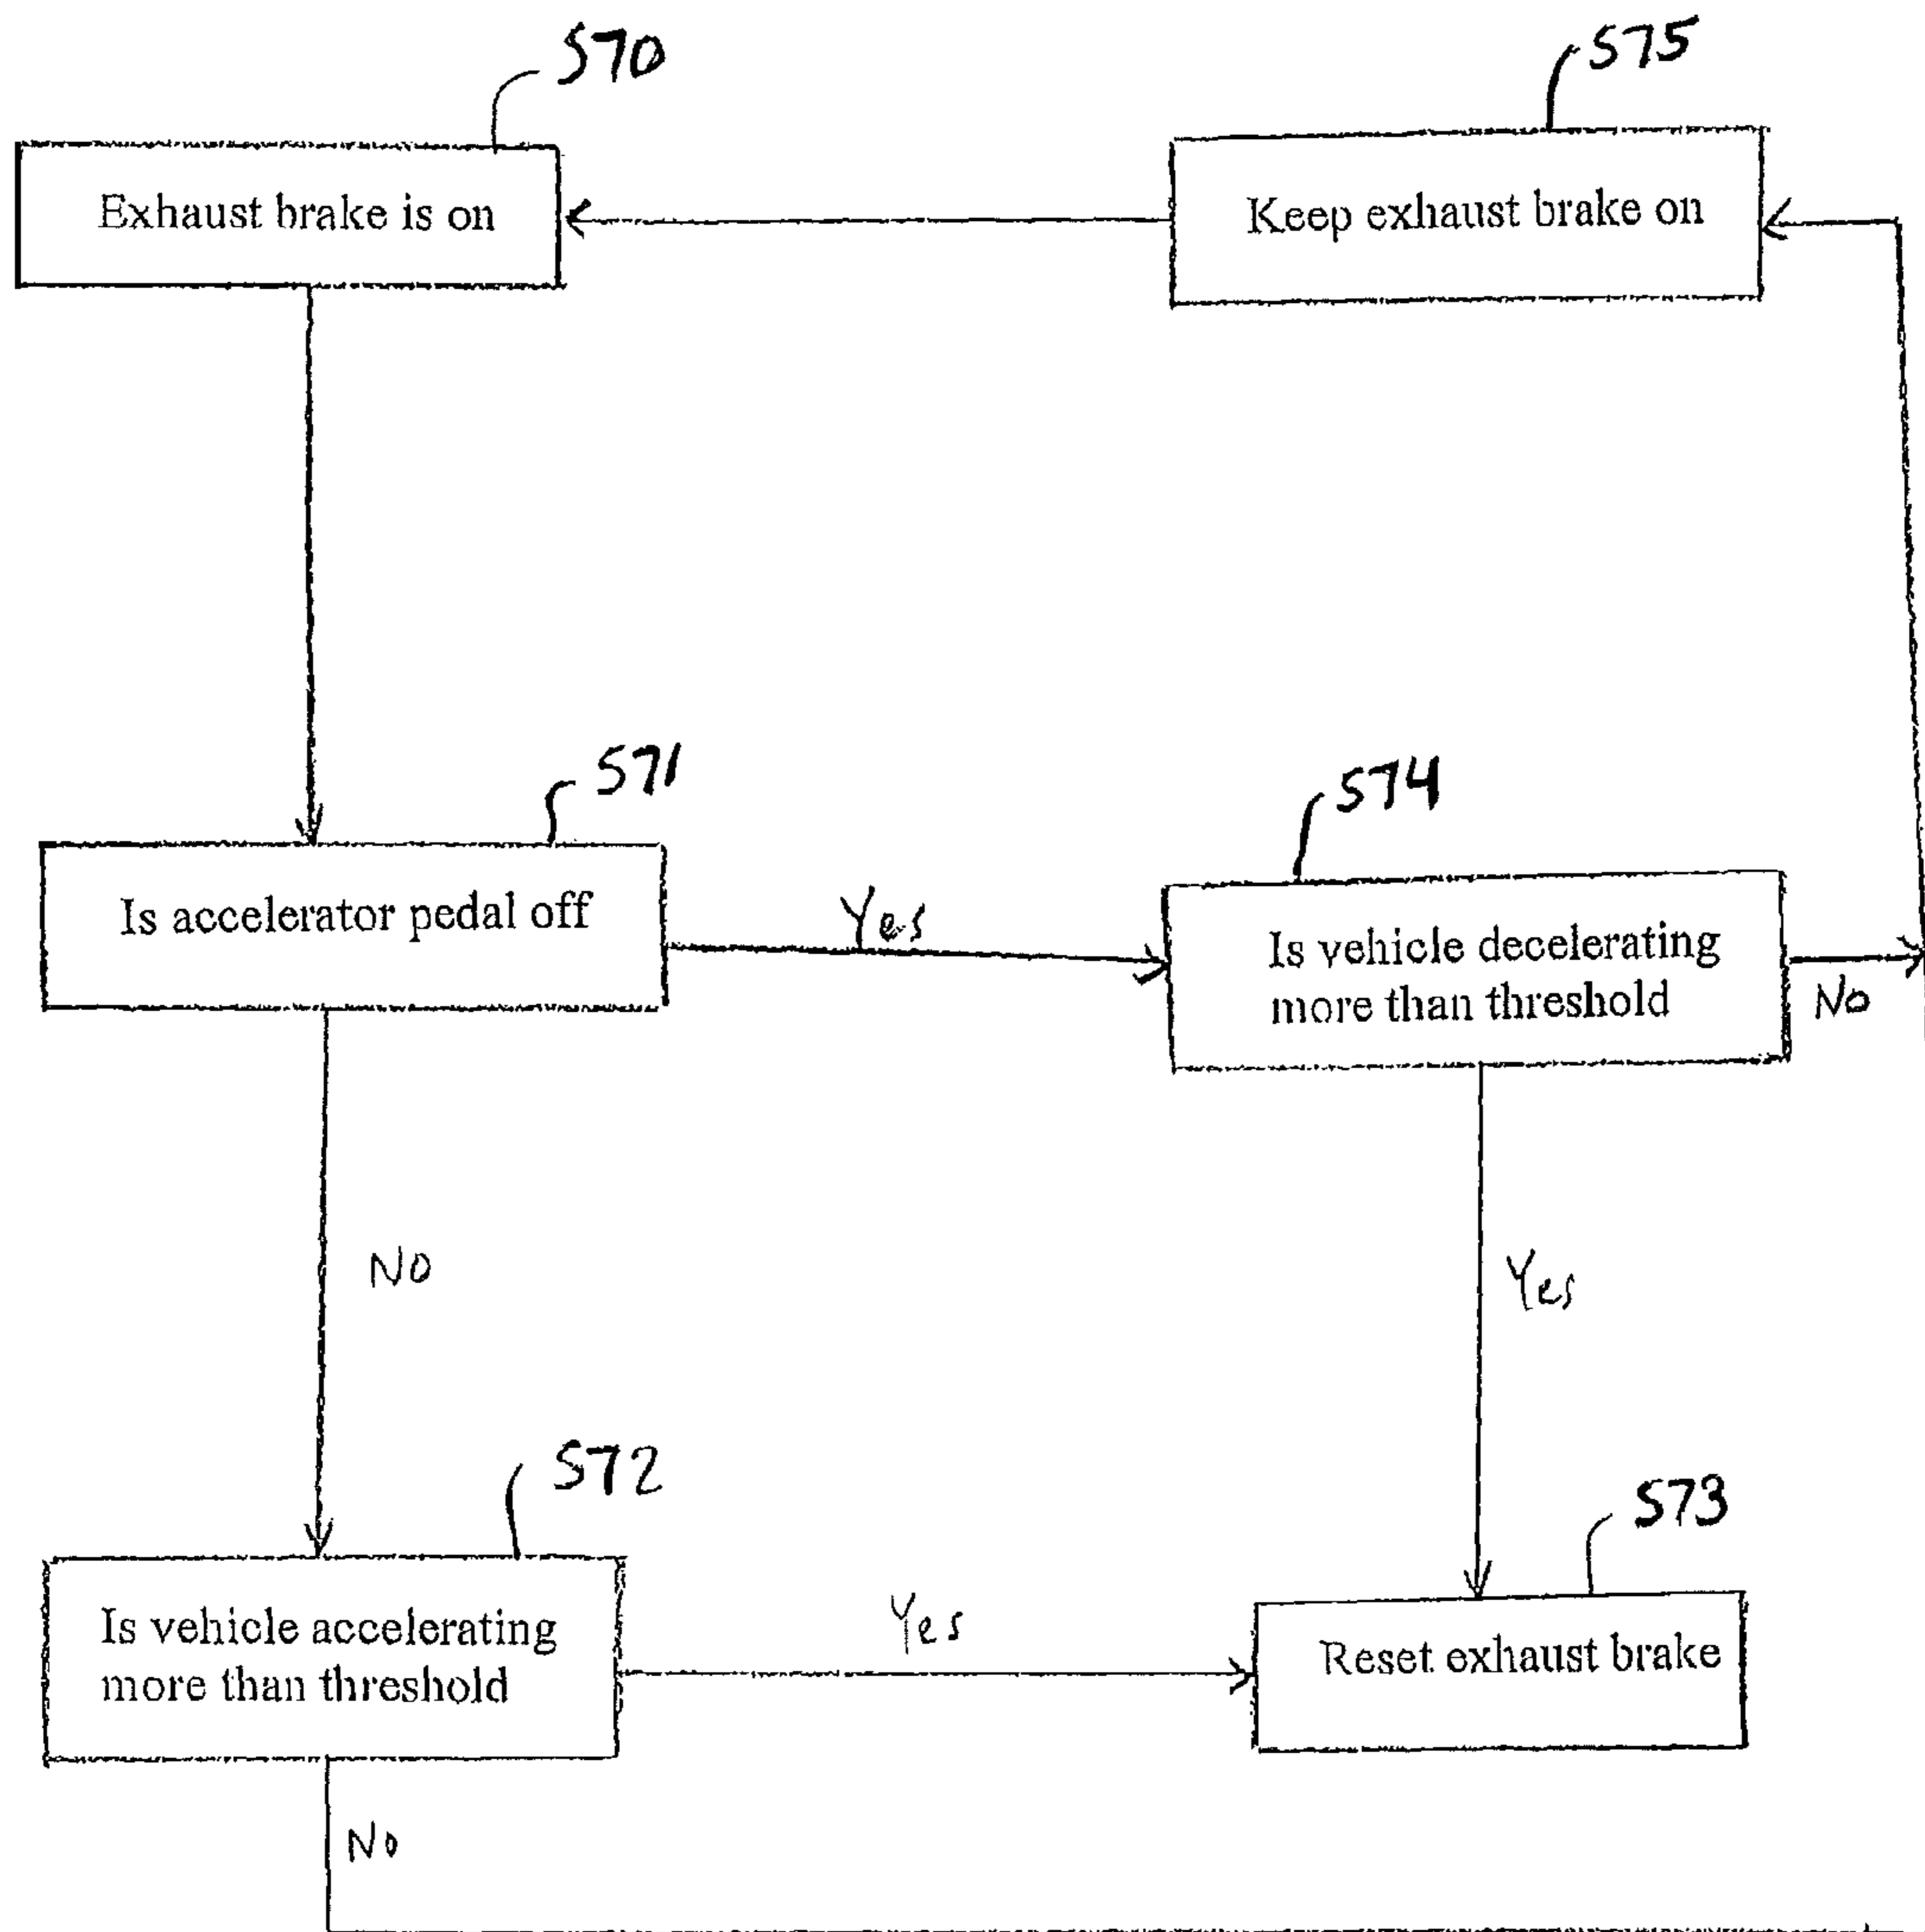 570
575
Exhaust brake is on
Keep exhaust brake on
571
574
Is accelerator pedal off
Yes
Is vehicle decelerating
more than threshold
No
No
Yes
572
573
Is vehicle accelerating
more than threshold
Yes
Reset exhaust brake
No